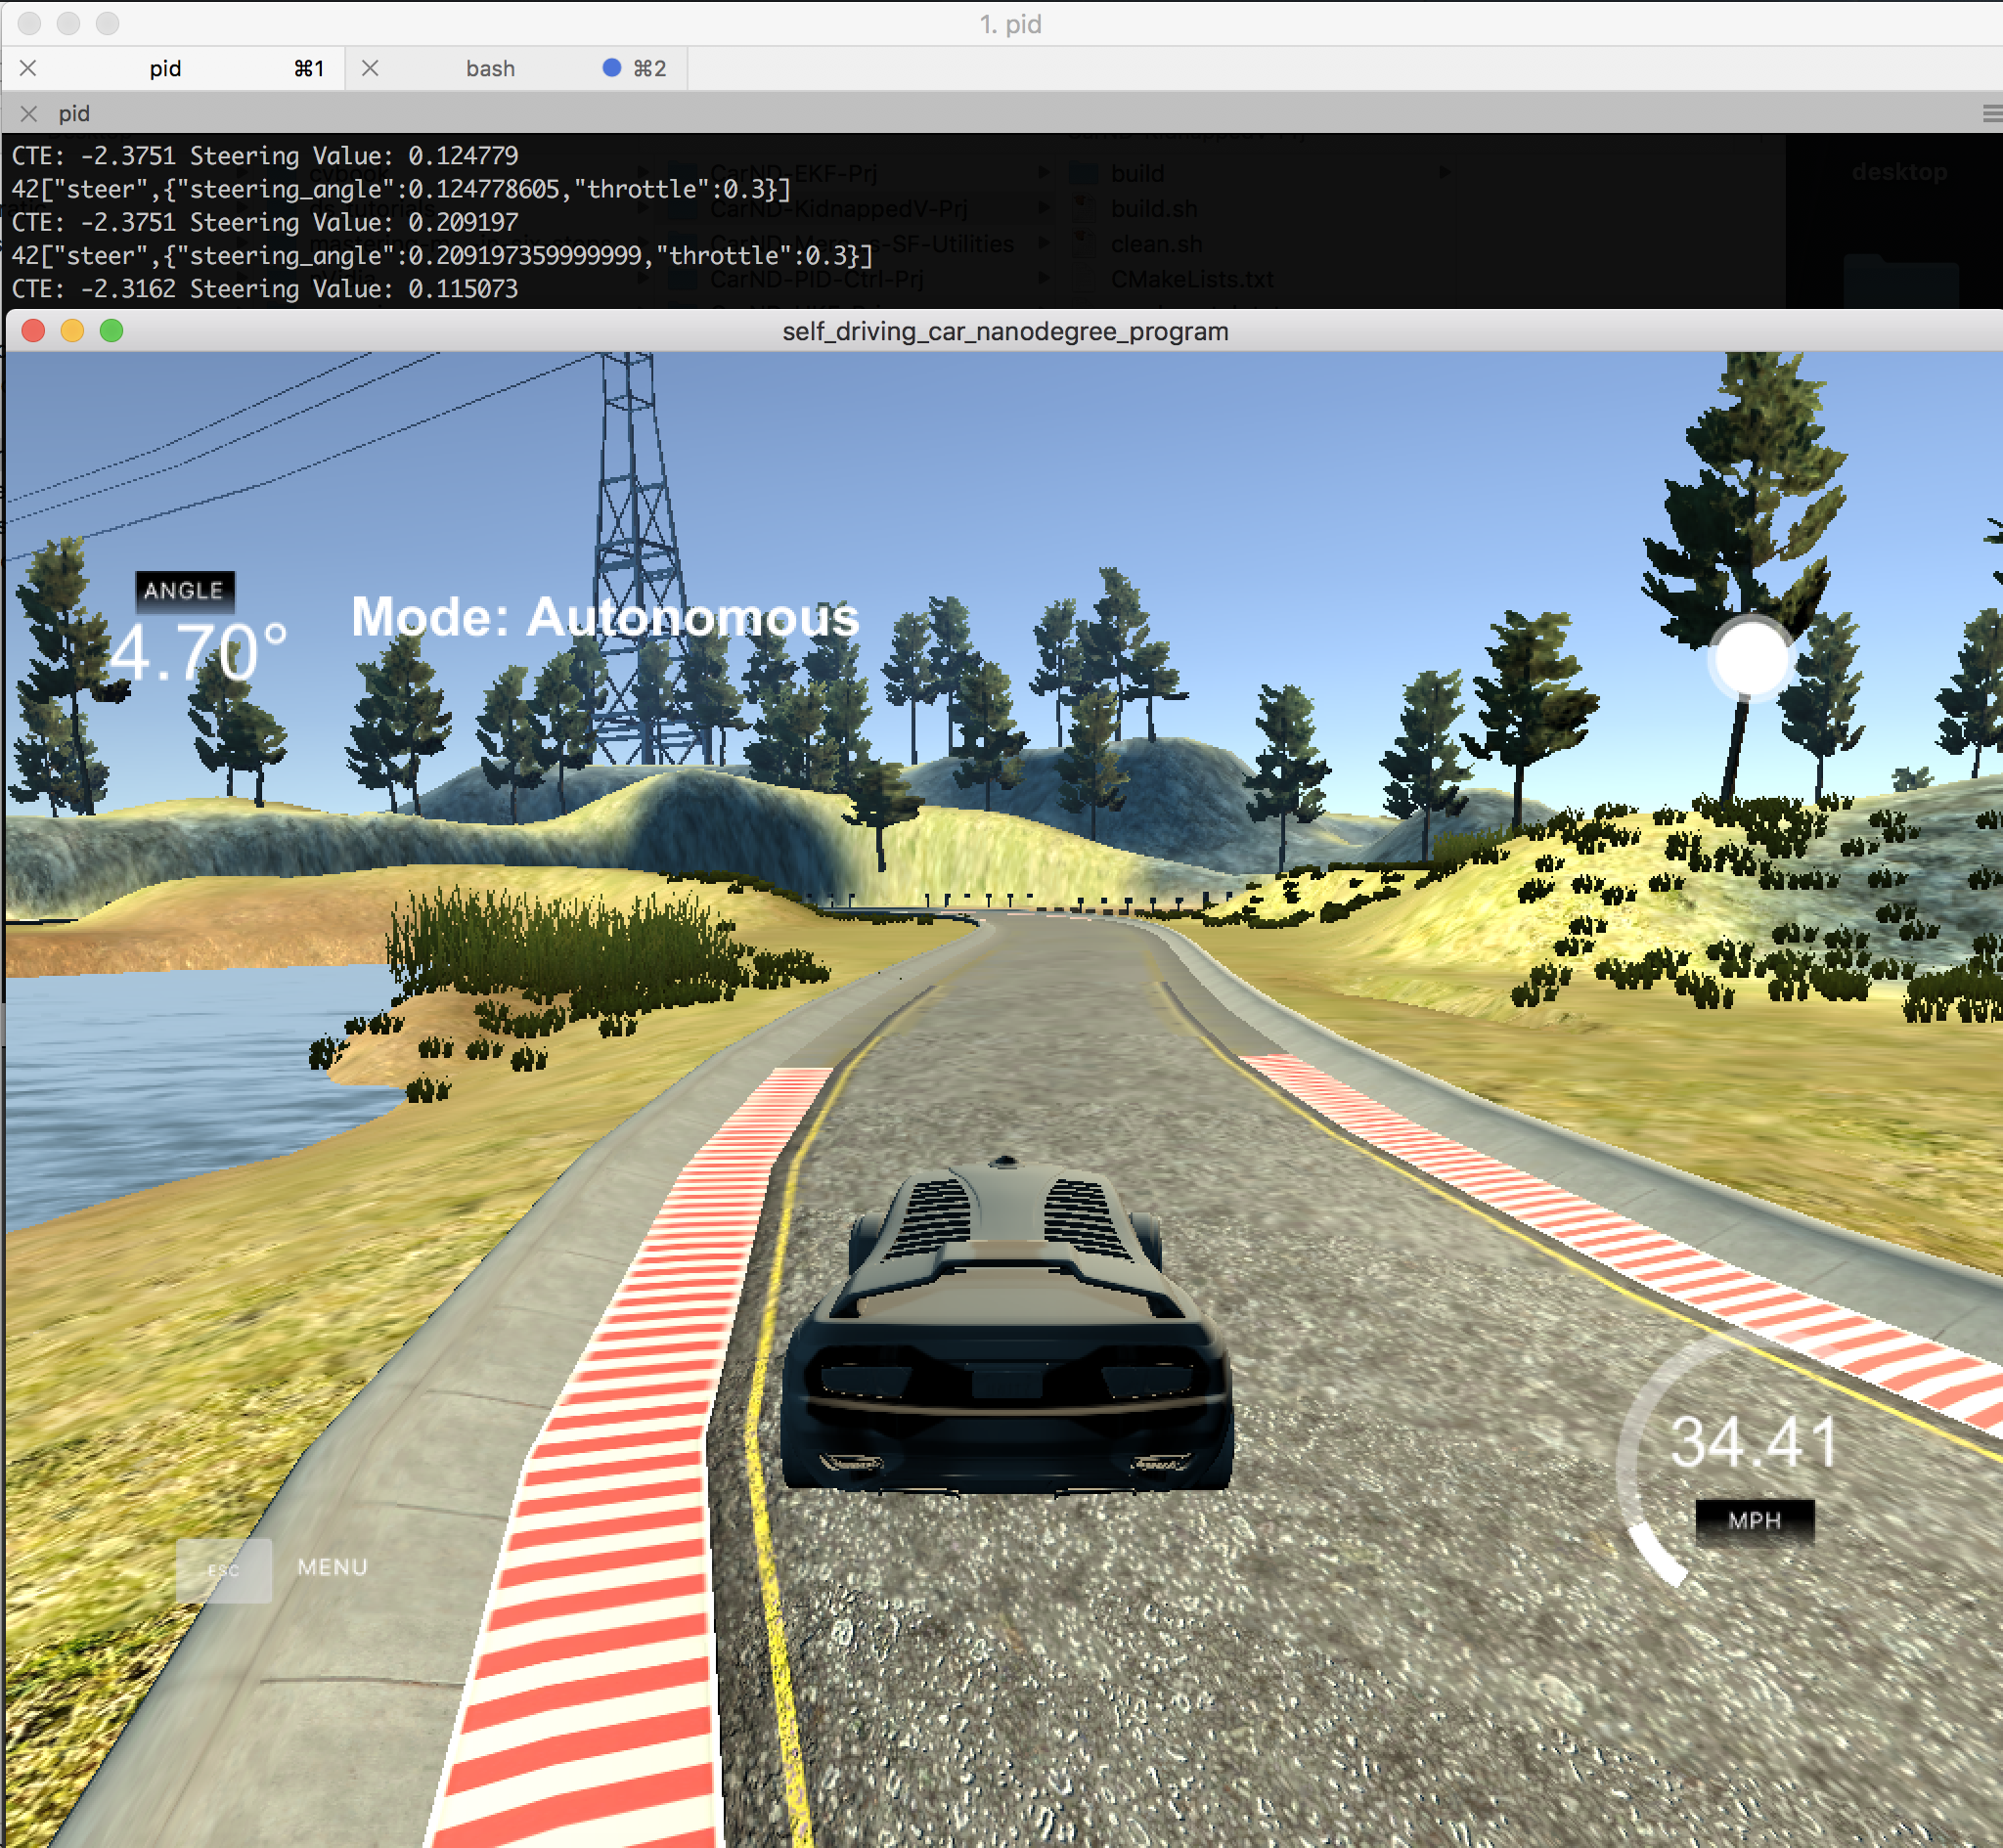 1. pid
pid ⌘1 bash ⌘2
pid
CTE: -2.3751 Steering Value: 0.124779
42["steer",{"steering_angle":0.124778605,"throttle":0.3}]
CTE: -2.3751 Steering Value: 0.209197
42["steer",{"steering_angle":0.209197359999999,"throttle":0.3}]
CTE: -2.3162 Steering Value: 0.115073
CarND-EKF-Prj
CarND-KidnappedV-Prj
CarND-PID-Ctrl-Prj
build
build.sh
clean.sh
CMakeLists.txt
desktop
self_driving_car_nanodegree_program
ANGLE
4.70°
Mode: Autonomous
34.41
MPH
ESC MENU